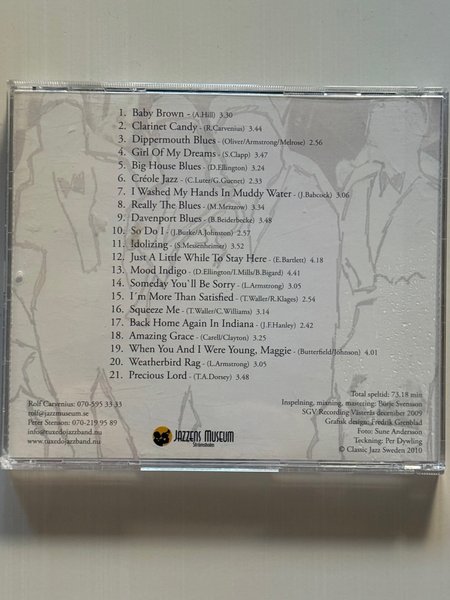 1. Baby Brown - (A.Hill) 3.30
2. Clarinet Candy - (R.Carvenius) 3.44
3. Dippermouth Blues - (Oliver/Armstrong/Melrose) 2.56
4. Girl Of My Dreams - (S.Clapp) 3.47
5. Big House Blues - (D.Ellington) 3.24
6. Créole Jazz - (C.Luter/G.Guenet) 2.33
7. I Washed My Hands In Muddy Water - (J.Babcock) 3.06
8. Really The Blues - (M.Mezzrow) 3.34
9. Davenport Blues - (B.Beiderbecke) 3.48
10. So Do I - (J.Burke/A.Johnston) 2.57
11. Idolizing - (S.Messenheimer) 3.52
12. Just A Little While To Stay Here - (E.Bartlett) 4.18
13. Mood Indigo - (D.Ellington/I.Mills/B.Bigard) 4.41
14. Someday You´ll Be Sorry - (L.Armstrong) 3.05
15. I´m More Than Satisfied - (T.Waller/R.Klages) 2.54
16. Squeeze Me - (T.Waller/C.Williams) 3.14
17. Back Home Again In Indiana - (J.F.Hanley) 2.42
18. Amazing Grace - (Carell/Clayton) 3.25
19. When You And I Were Young, Maggie - (Butterfield/Johnson) 4.01
20. Weatherbird Rag - (L.Armstrong) 3.05
21. Precious Lord - (T.A.Dorsey) 3.48
Rolf Carvenius: 070-595 33 33
rolf@jazzmuseum.se
Peter Stenson: 070-219 95 89
info@tuxedojazzband.nu
www.tuxedojazzband.nu
Jazzens Museum
Strömsholm
Total speltid: 73.18 min
Inspelning, mixning, mastering: Börje Svensson
SGV Recording Västerås december 2009
Grafisk design: Fredrik Grenblad
Foto: Sune Andersson
Teckning: Per Dywling
© Classic Jazz Sweden 2010